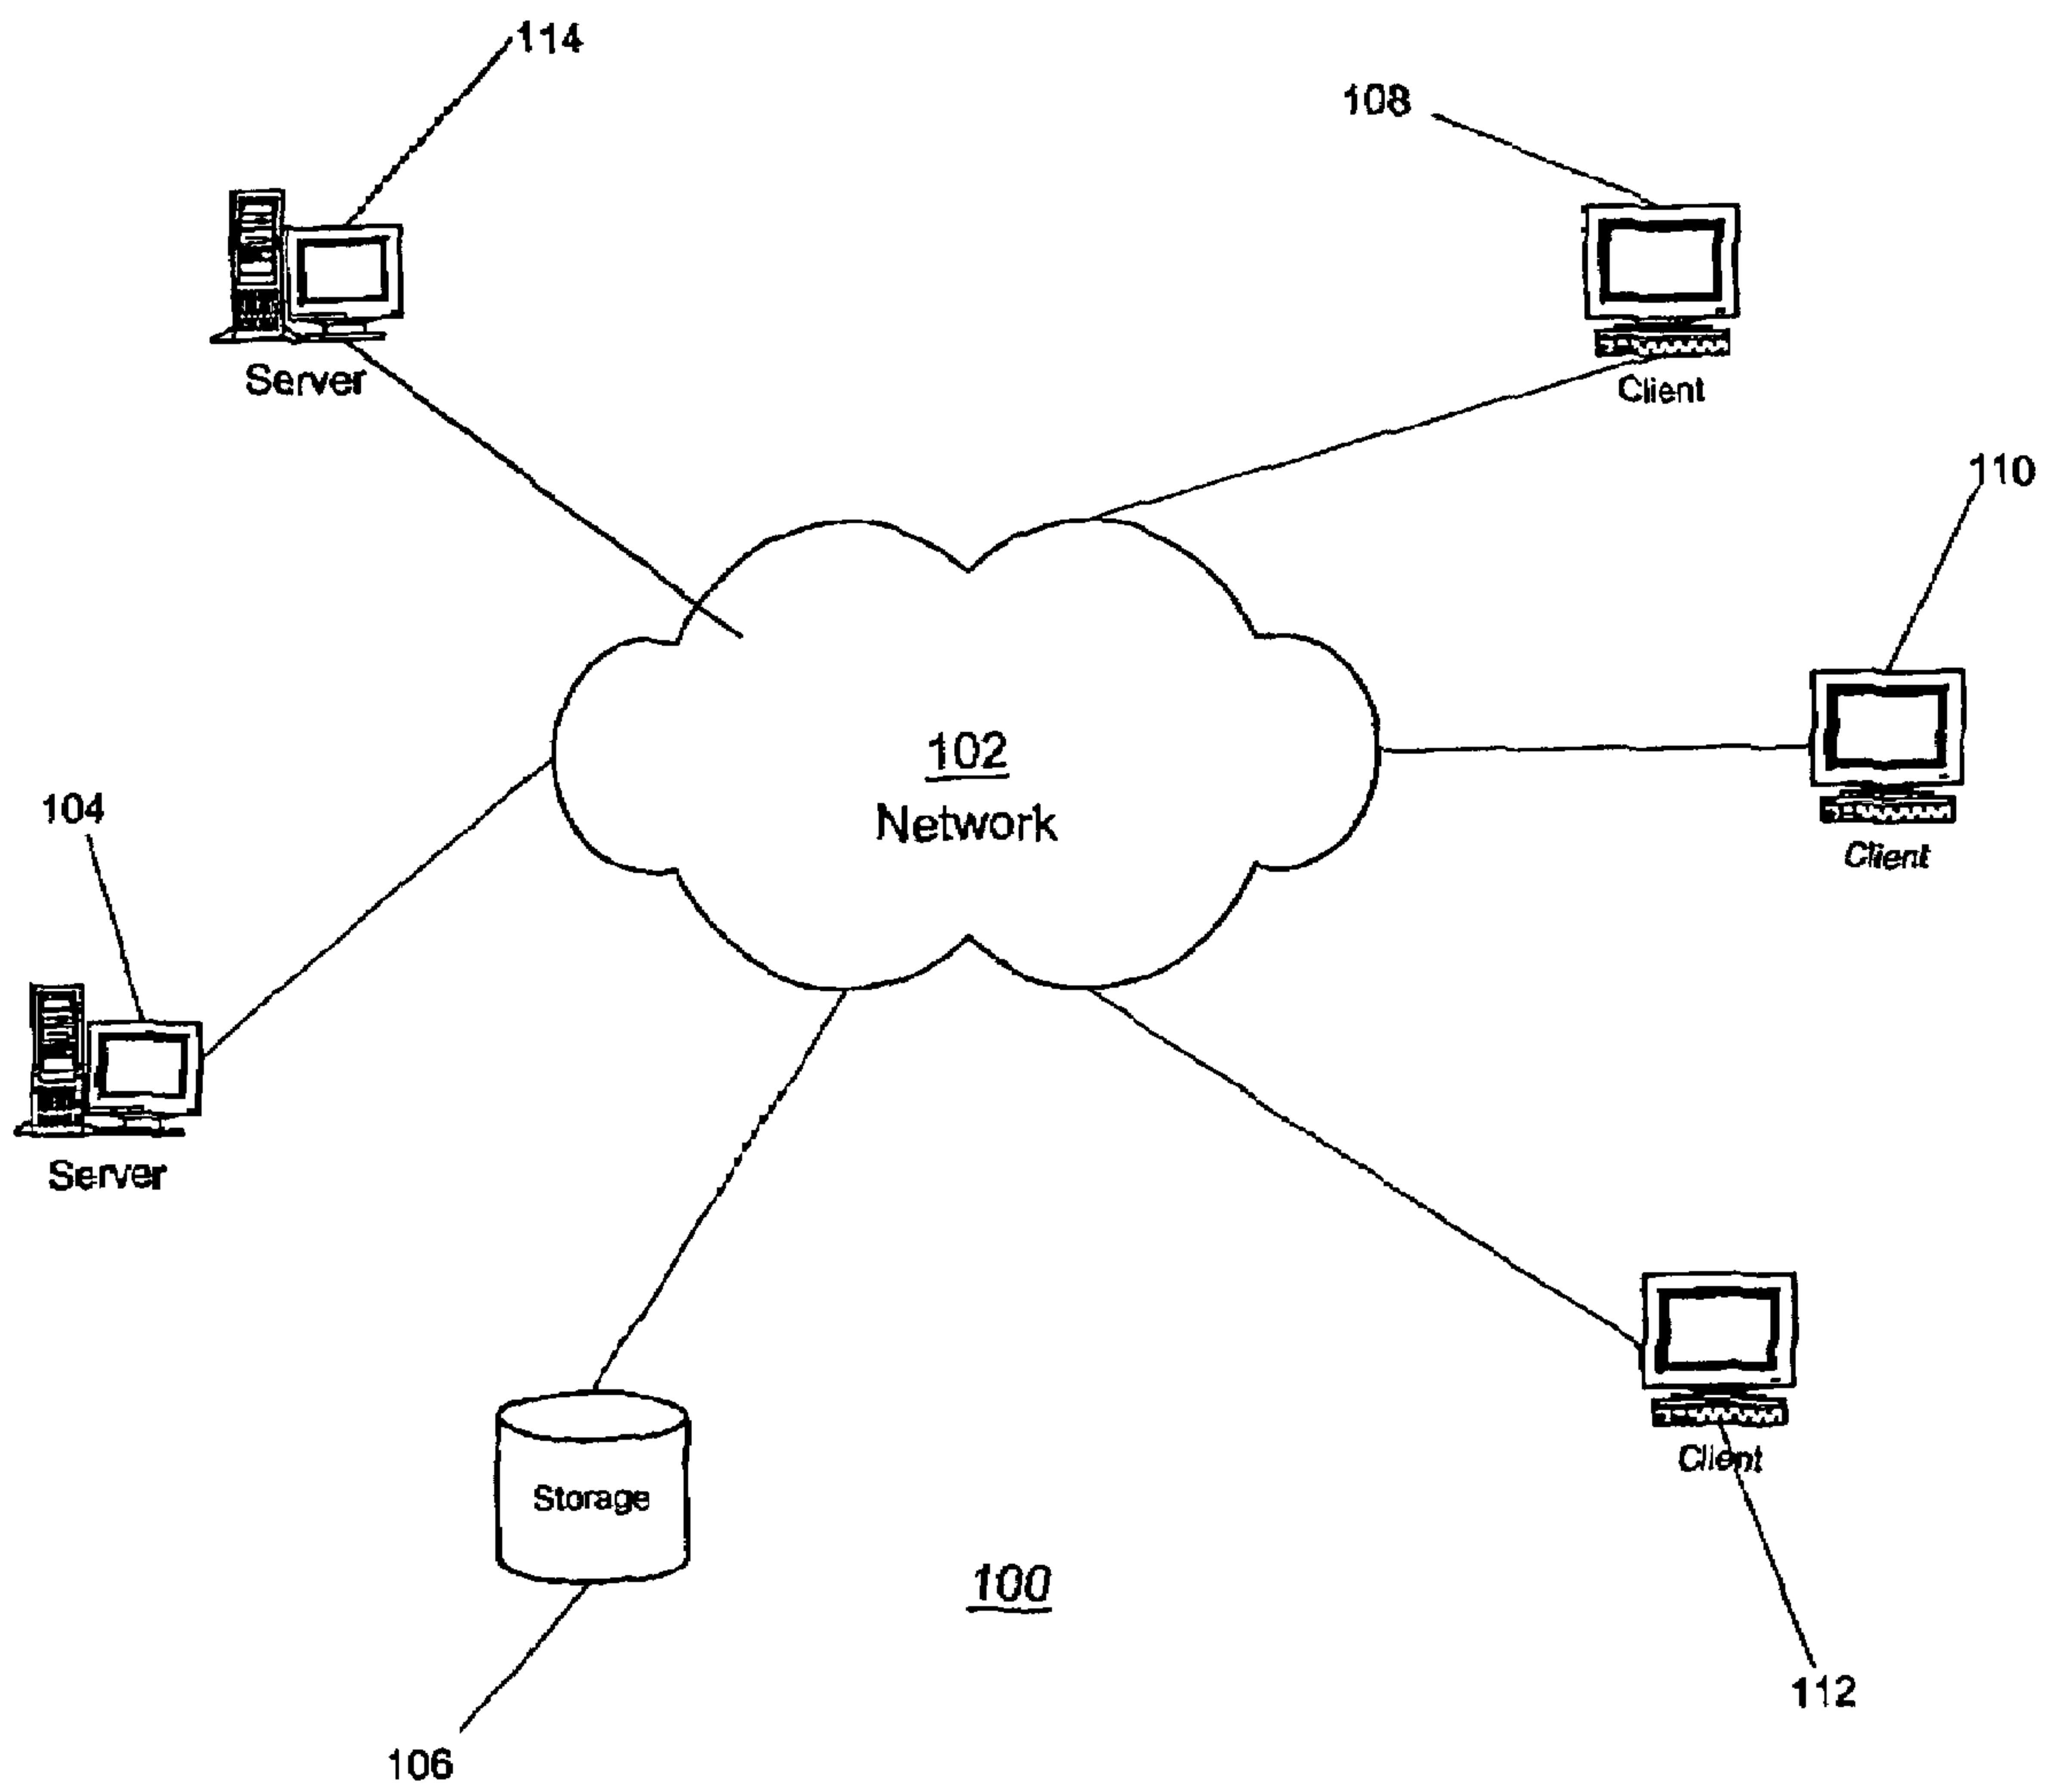 114
108
Server
Client
110
102
Network
104
Client
Server
Client
Storage
100
112
106